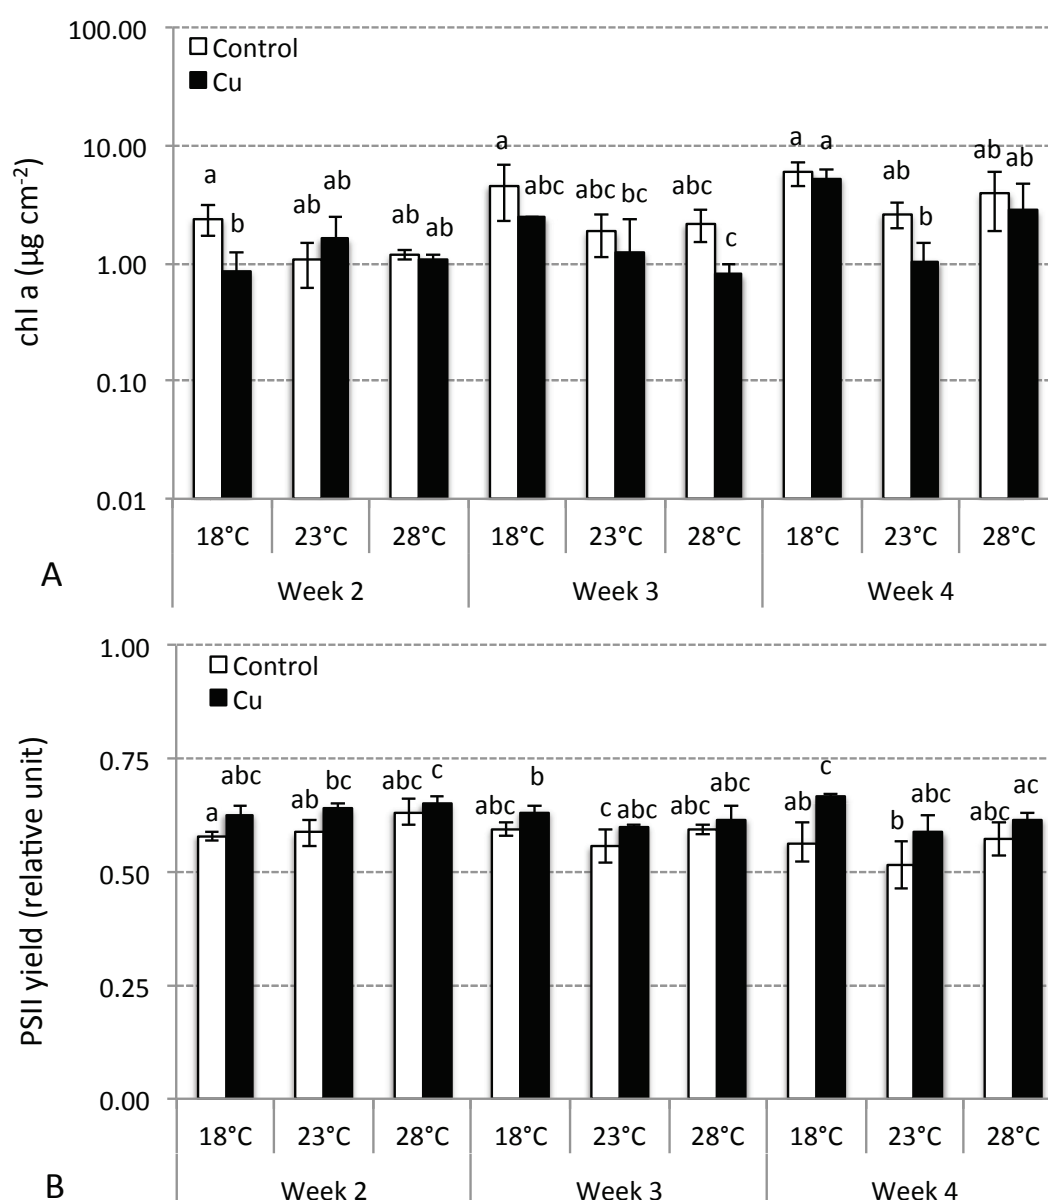 100.00
Control
Cu
10.00
1.00
0.10
0.01
chl a (µg cm⁻²)
a b ab ab ab ab a abc abc bc abc c a a ab b ab ab
18°C 23°C 28°C 18°C 23°C 28°C 18°C 23°C 28°C
A
Week 2 Week 3 Week 4
1.00
Control
Cu
0.75
0.50
0.25
0.00
PSII yield (relative unit)
a abc ab bc abc c abc b c abc abc abc ab c b abc abc ac
18°C 23°C 28°C 18°C 23°C 28°C 18°C 23°C 28°C
B
Week 2 Week 3 Week 4